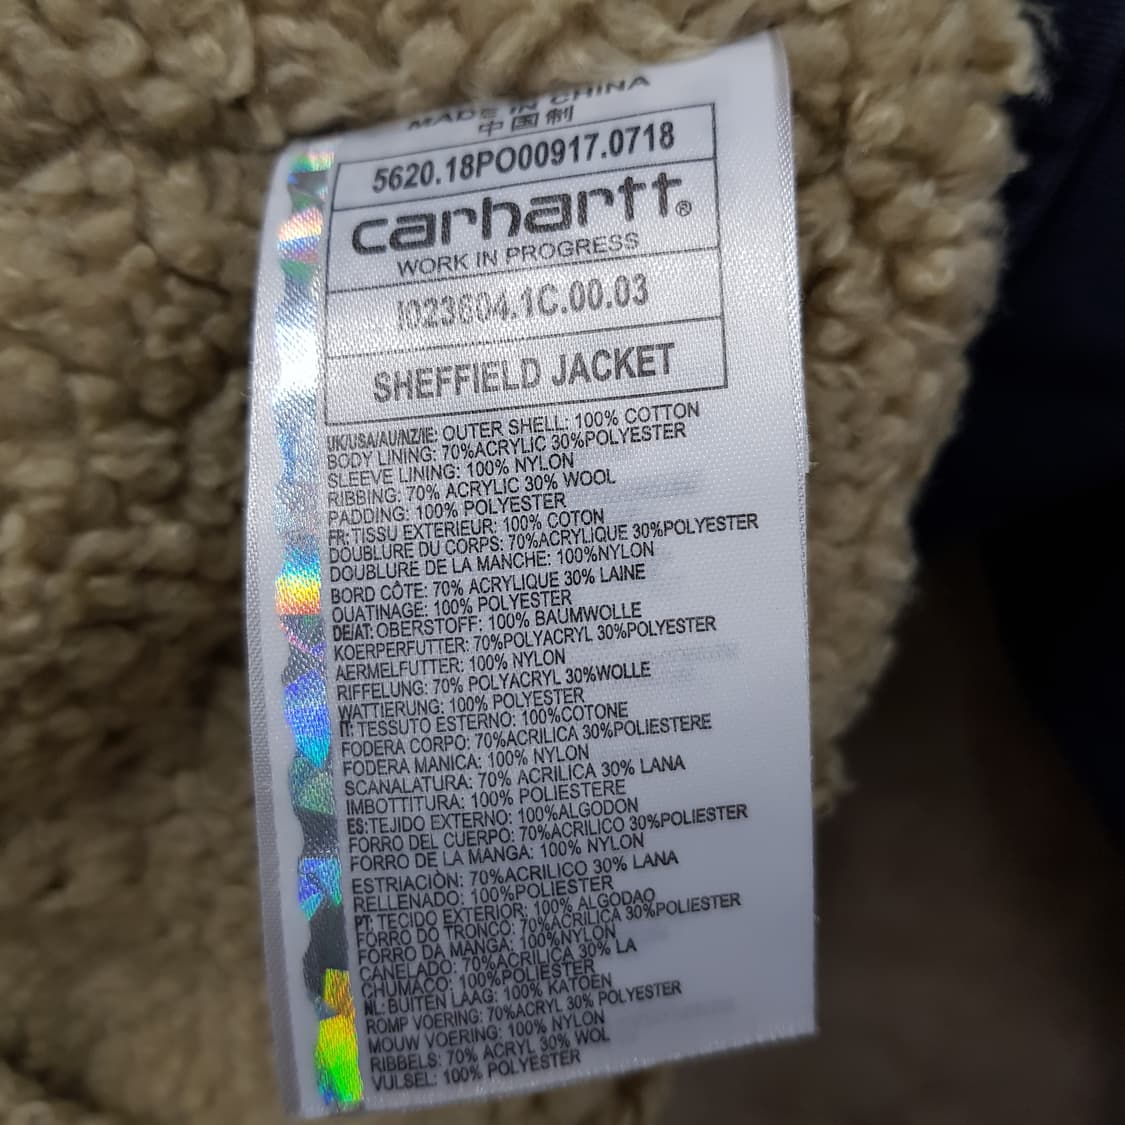 MADE IN CHINA
中国制
5620.18PO00917.0718
carhartt®
WORK IN PROGRESS
I023604.1C.00.03
SHEFFIELD JACKET
UK/USA/AU/NZ/IE: OUTER SHELL: 100% COTTON
BODY LINING: 70%ACRYLIC 30%POLYESTER
SLEEVE LINING: 100% NYLON
RIBBING: 70% ACRYLIC 30% WOOL
PADDING: 100% POLYESTER
FR: TISSU EXTERIEUR: 100% COTON
DOUBLURE DU CORPS: 70%ACRYLIQUE 30%POLYESTER
DOUBLURE DE LA MANCHE: 100%NYLON
BORD CÔTE: 70% ACRYLIQUE 30% LAINE
OUATINAGE: 100% POLYESTER
DE/AT: OBERSTOFF: 100% BAUMWOLLE
KOERPERFUTTER: 70%POLYACRYL 30%POLYESTER
AERMELFUTTER: 100% NYLON
RIFFELUNG: 70% POLYACRYL 30%WOLLE
WATTIERUNG: 100% POLYESTER
IT: TESSUTO ESTERNO: 100%COTONE
FODERA CORPO: 70%ACRILICA 30%POLIESTERE
FODERA MANICA: 100% NYLON
SCANALATURA: 70% ACRILICA 30% LANA
IMBOTTITURA: 100% POLIESTERE
ES:TEJIDO EXTERNO: 100%ALGODON
FORRO DEL CUERPO: 70%ACRILICO 30%POLIESTER
FORRO DE LA MANGA: 100% NYLON
ESTRIACIÒN: 70%ACRILICO 30% LANA
RELLENADO: 100%POLIESTER
PT: TECIDO EXTERIOR: 100% ALGODAO
FORRO DO TRONCO: 70%ACRILICA 30%POLIESTER
FORRO DA MANGA: 100%NYLON
CANELADO: 70%ACRILICA 30% LA
CHUMACO: 100%POLIESTER
NL: BUITEN LAAG: 100% KATOEN
ROMP VOERING: 70%ACRYL 30% POLYESTER
MOUW VOERING: 100% NYLON
RIBBELS: 70% ACRYL 30% WOL
VULSEL: 100% POLYESTER